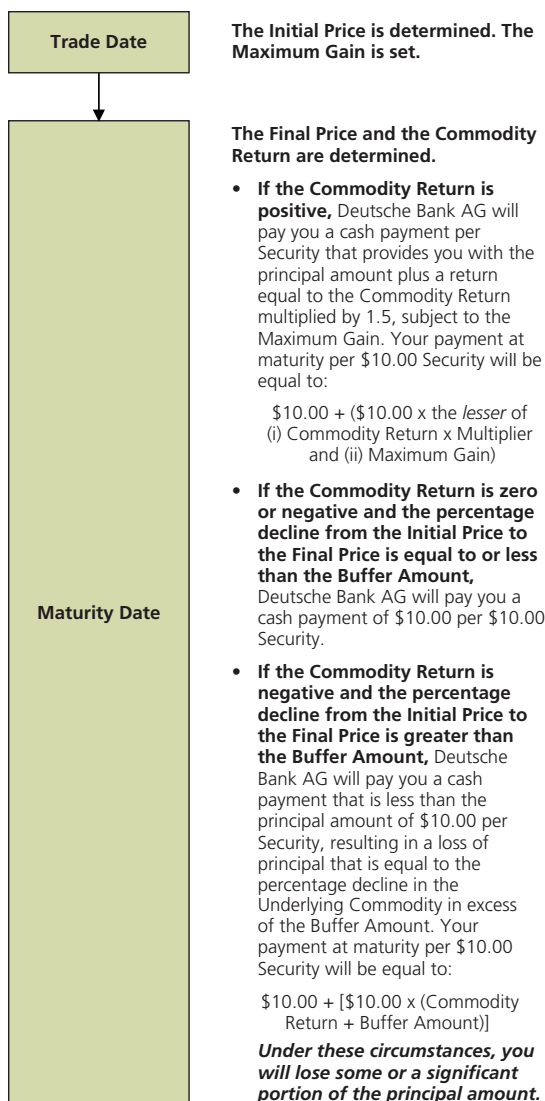 Trade Date
The Initial Price is determined. The
Maximum Gain is set.
Maturity Date
The Final Price and the Commodity
Return are determined.
• If the Commodity Return is
positive, Deutsche Bank AG will
pay you a cash payment per
Security that provides you with the
principal amount plus a return
equal to the Commodity Return
multiplied by 1.5, subject to the
Maximum Gain. Your payment at
maturity per $10.00 Security will be
equal to:
$10.00 + ($10.00 x the lesser of
(i) Commodity Return x Multiplier
and (ii) Maximum Gain)
• If the Commodity Return is zero
or negative and the percentage
decline from the Initial Price to
the Final Price is equal to or less
than the Buffer Amount,
Deutsche Bank AG will pay you a
cash payment of $10.00 per $10.00
Security.
• If the Commodity Return is
negative and the percentage
decline from the Initial Price to
the Final Price is greater than
the Buffer Amount, Deutsche
Bank AG will pay you a cash
payment that is less than the
principal amount of $10.00 per
Security, resulting in a loss of
principal that is equal to the
percentage decline in the
Underlying Commodity in excess
of the Buffer Amount. Your
payment at maturity per $10.00
Security will be equal to:
$10.00 + [$10.00 x (Commodity
Return + Buffer Amount)]
Under these circumstances, you
will lose some or a significant
portion of the principal amount.